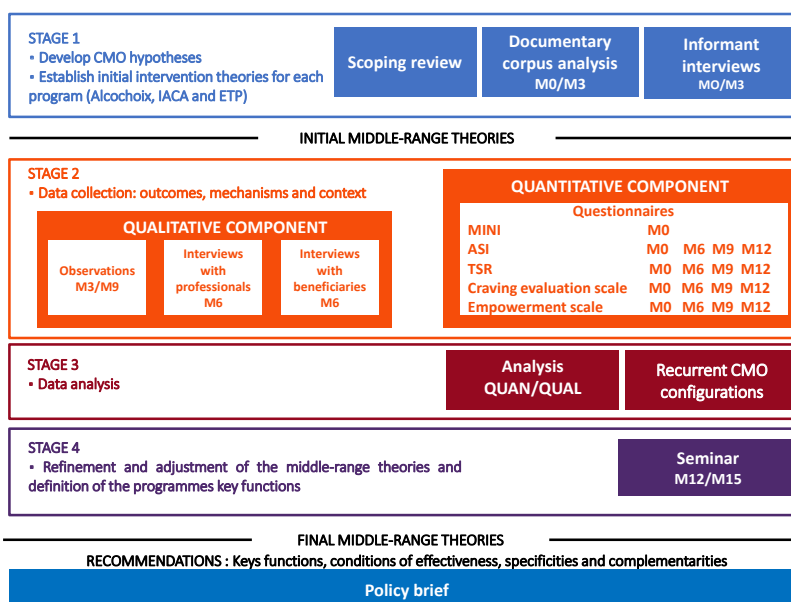 STAGE 1
▪ Develop CMO hypotheses
▪ Establish initial intervention theories for each
program (Alcochoix, IACA and ETP)
Scoping review
Documentary
corpus analysis
M0/M3
Informant
interviews
MO/M3
INITIAL MIDDLE-RANGE THEORIES
STAGE 2
▪ Data collection: outcomes, mechanisms and context
QUALITATIVE COMPONENT
Observations
M3/M9
Interviews
with
professionals
M6
Interviews
with
beneficiaries
M6
QUANTITATIVE COMPONENT
Questionnaires
MINI M0
ASI M0 M6 M9 M12
TSR M0 M6 M9 M12
Craving evaluation scale M0 M6 M9 M12
Empowerment scale M0 M6 M9 M12
STAGE 3
▪ Data analysis
Analysis
QUAN/QUAL
Recurrent CMO
configurations
STAGE 4
▪ Refinement and adjustment of the middle-range theories and
definition of the programmes key functions
Seminar
M12/M15
FINAL MIDDLE-RANGE THEORIES
RECOMMENDATIONS : Keys functions, conditions of effectiveness, specificities and complementarities
Policy brief